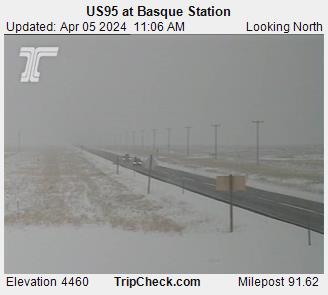 US95 at Basque Station
Updated: Apr 05 2024 11:06 AM Looking North
Elevation 4460 TripCheck.com Milepost 91.62